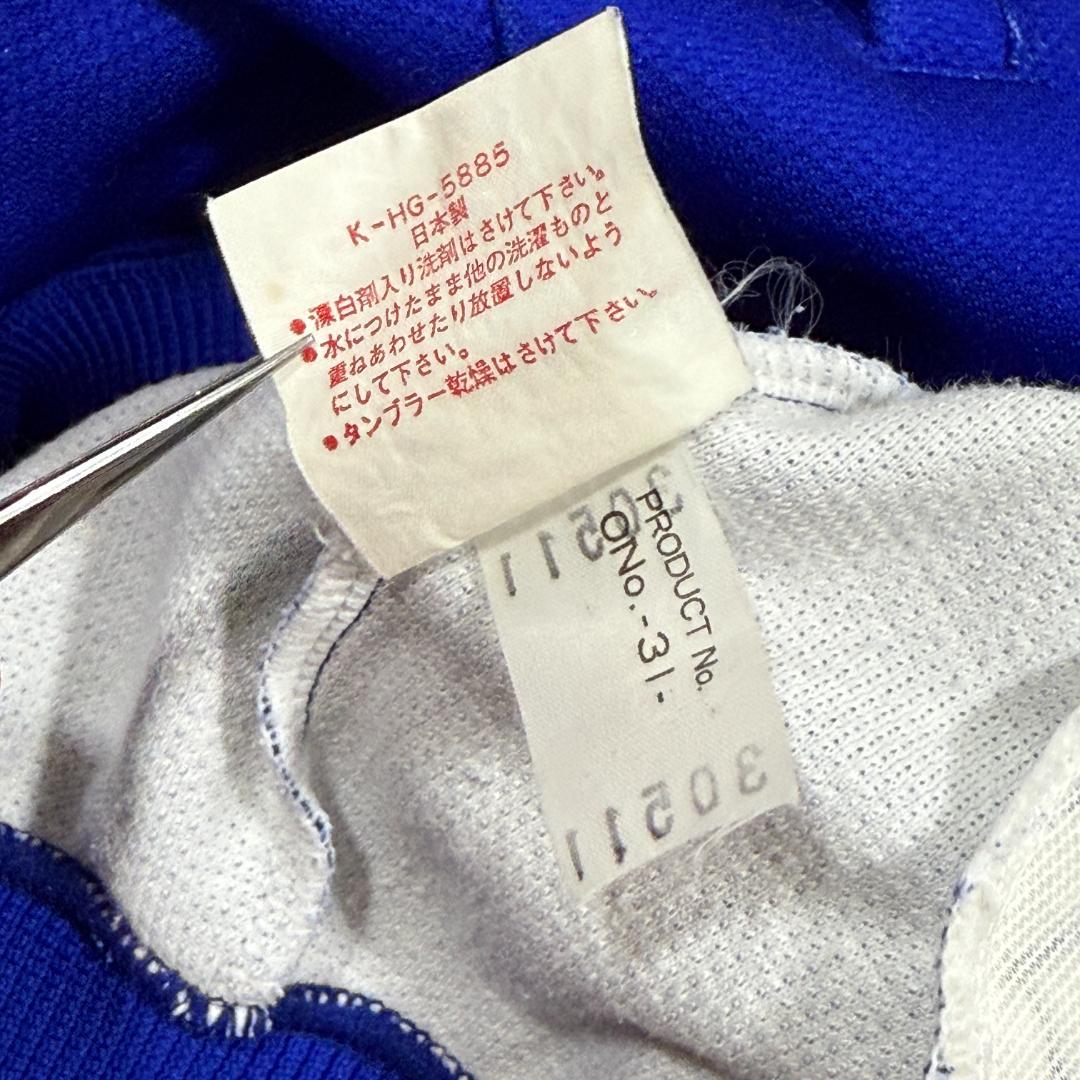 K-HG-5885
日本製
●漂白剤入り洗剤はさけて下さい。
●水につけたまま他の洗濯ものと
重ねあわせたり放置しないよう
にして下さい。
●タンブラー乾燥はさけて下さい。
PRODUCT No.
ONo.-31-
30511
30511